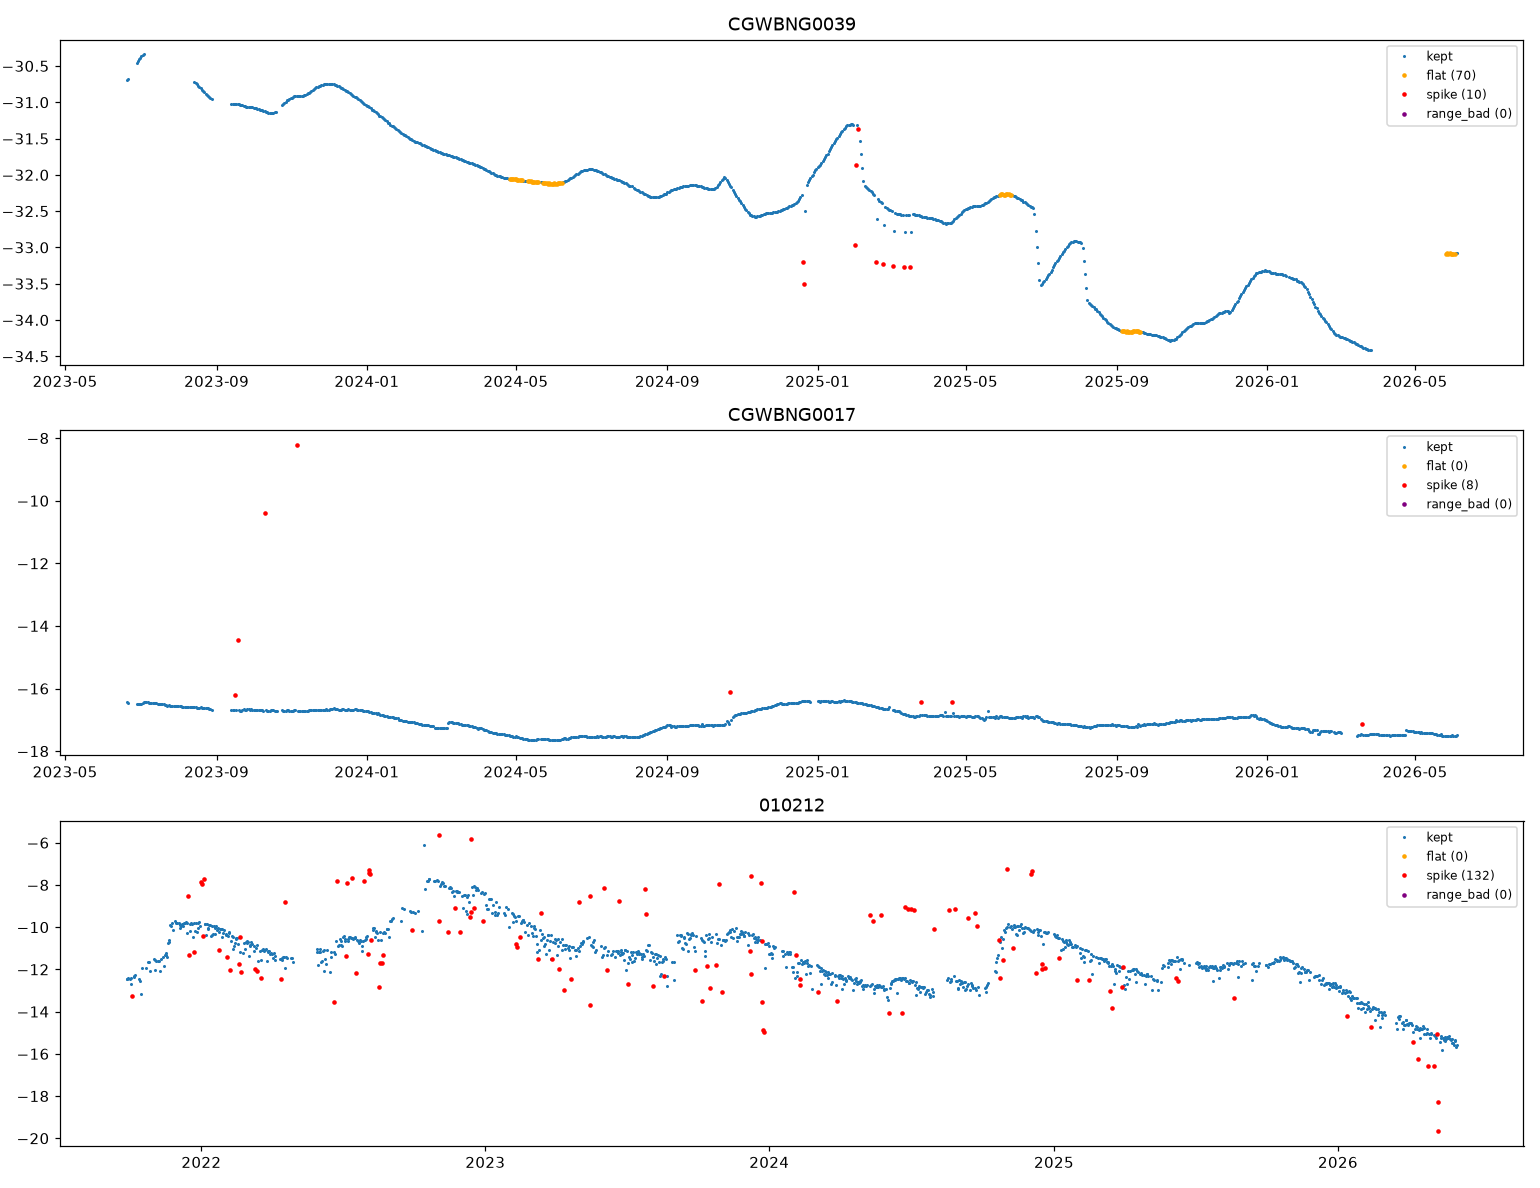 CGWBNG0039
−30.5
−31.0
−31.5
−32.0
−32.5
−33.0
−33.5
−34.0
−34.5
kept
flat (70)
spike (10)
range_bad (0)
2023-05 2023-09 2024-01 2024-05 2024-09 2025-01 2025-05 2025-09 2026-01 2026-05
CGWBNG0017
−8
−10
−12
−14
−16
−18
kept
flat (0)
spike (8)
range_bad (0)
2023-05 2023-09 2024-01 2024-05 2024-09 2025-01 2025-05 2025-09 2026-01 2026-05
010212
−6
−8
−10
−12
−14
−16
−18
−20
kept
flat (0)
spike (132)
range_bad (0)
2022 2023 2024 2025 2026